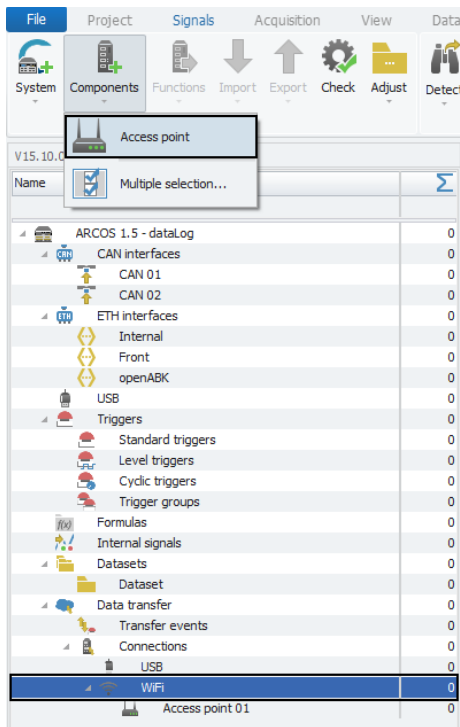 File Project Signals Acquisition View Data
System Components Functions Import Export Check Adjust Detect
Access point
V15.10.0
Multiple selection...
Name Σ
ARCOS 1.5 - dataLog 0
CAN CAN interfaces 0
CAN 01 0
CAN 02 0
ETH ETH interfaces 0
Internal 0
Front 0
openABK 0
USB 0
Triggers 0
Standard triggers 0
Level triggers 0
Cyclic triggers 0
Trigger groups 0
f(x) Formulas 0
Internal signals 0
Datasets 0
Dataset 0
Data transfer 0
Transfer events 0
Connections 0
USB 0
WiFi 0
Access point 01 0